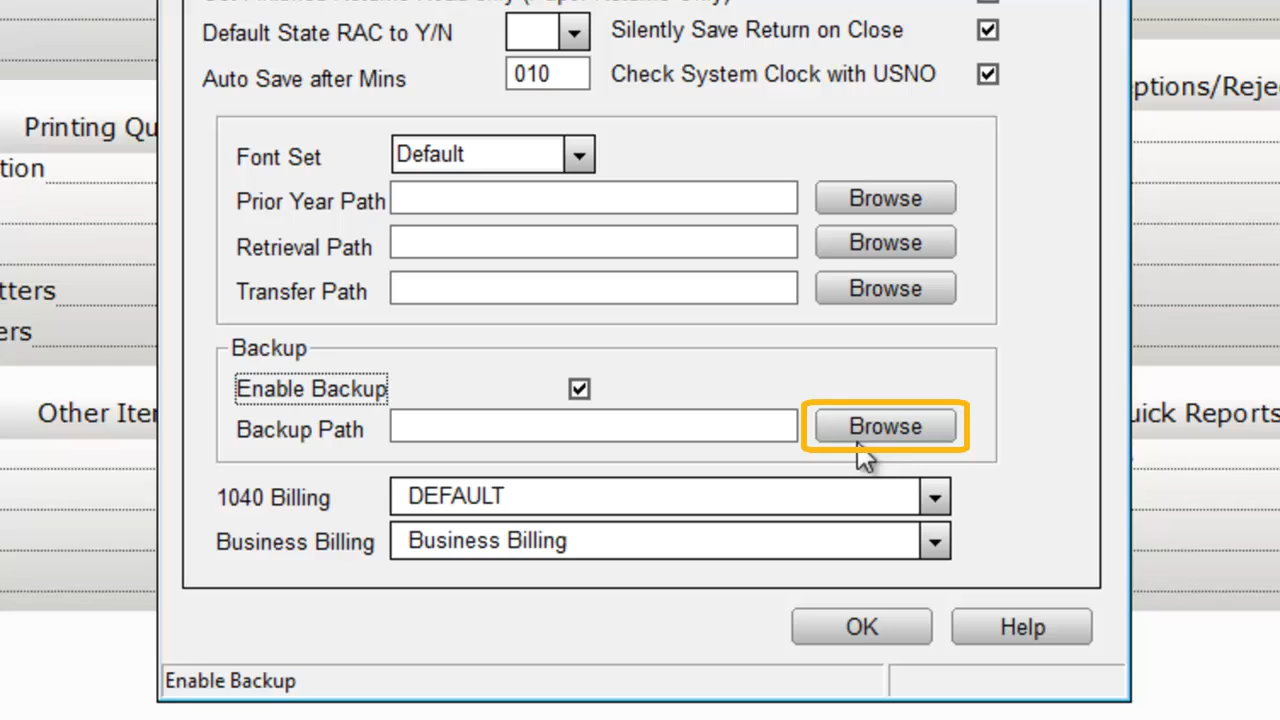 Default State RAC to Y/N
Silently Save Return on Close
Auto Save after Mins 010
Check System Clock with USNO
Printing Qu
tion
ptions/Reje
Font Set Default
Prior Year Path Browse
Retrieval Path Browse
Transfer Path Browse
tters
ers
Backup
Enable Backup
Other Iter
Backup Path Browse
uick Reports
1040 Billing DEFAULT
Business Billing Business Billing
OK Help
Enable Backup